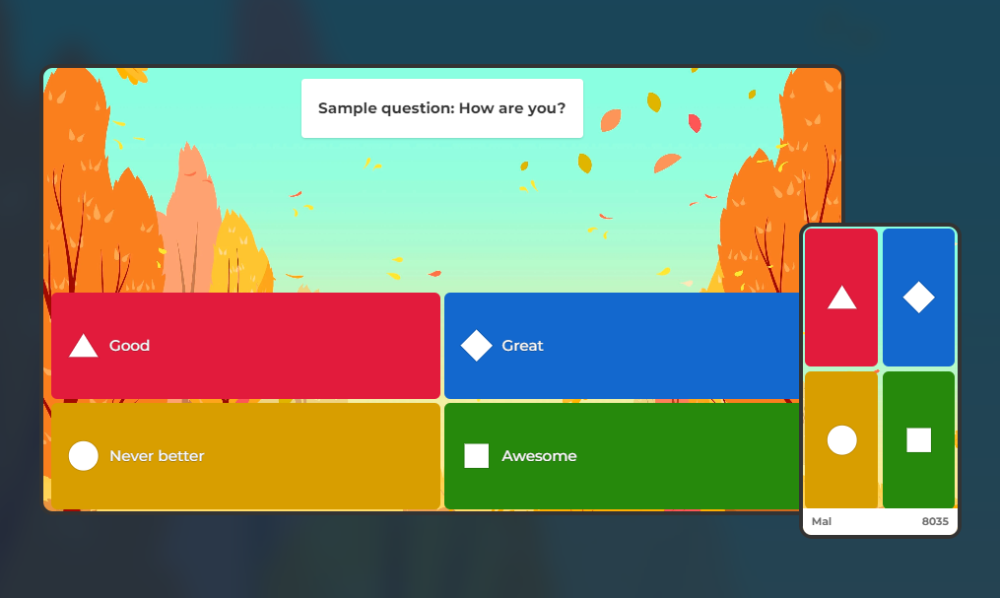 Sample question: How are you?
Good
Great
Never better
Awesome
Mal 8035